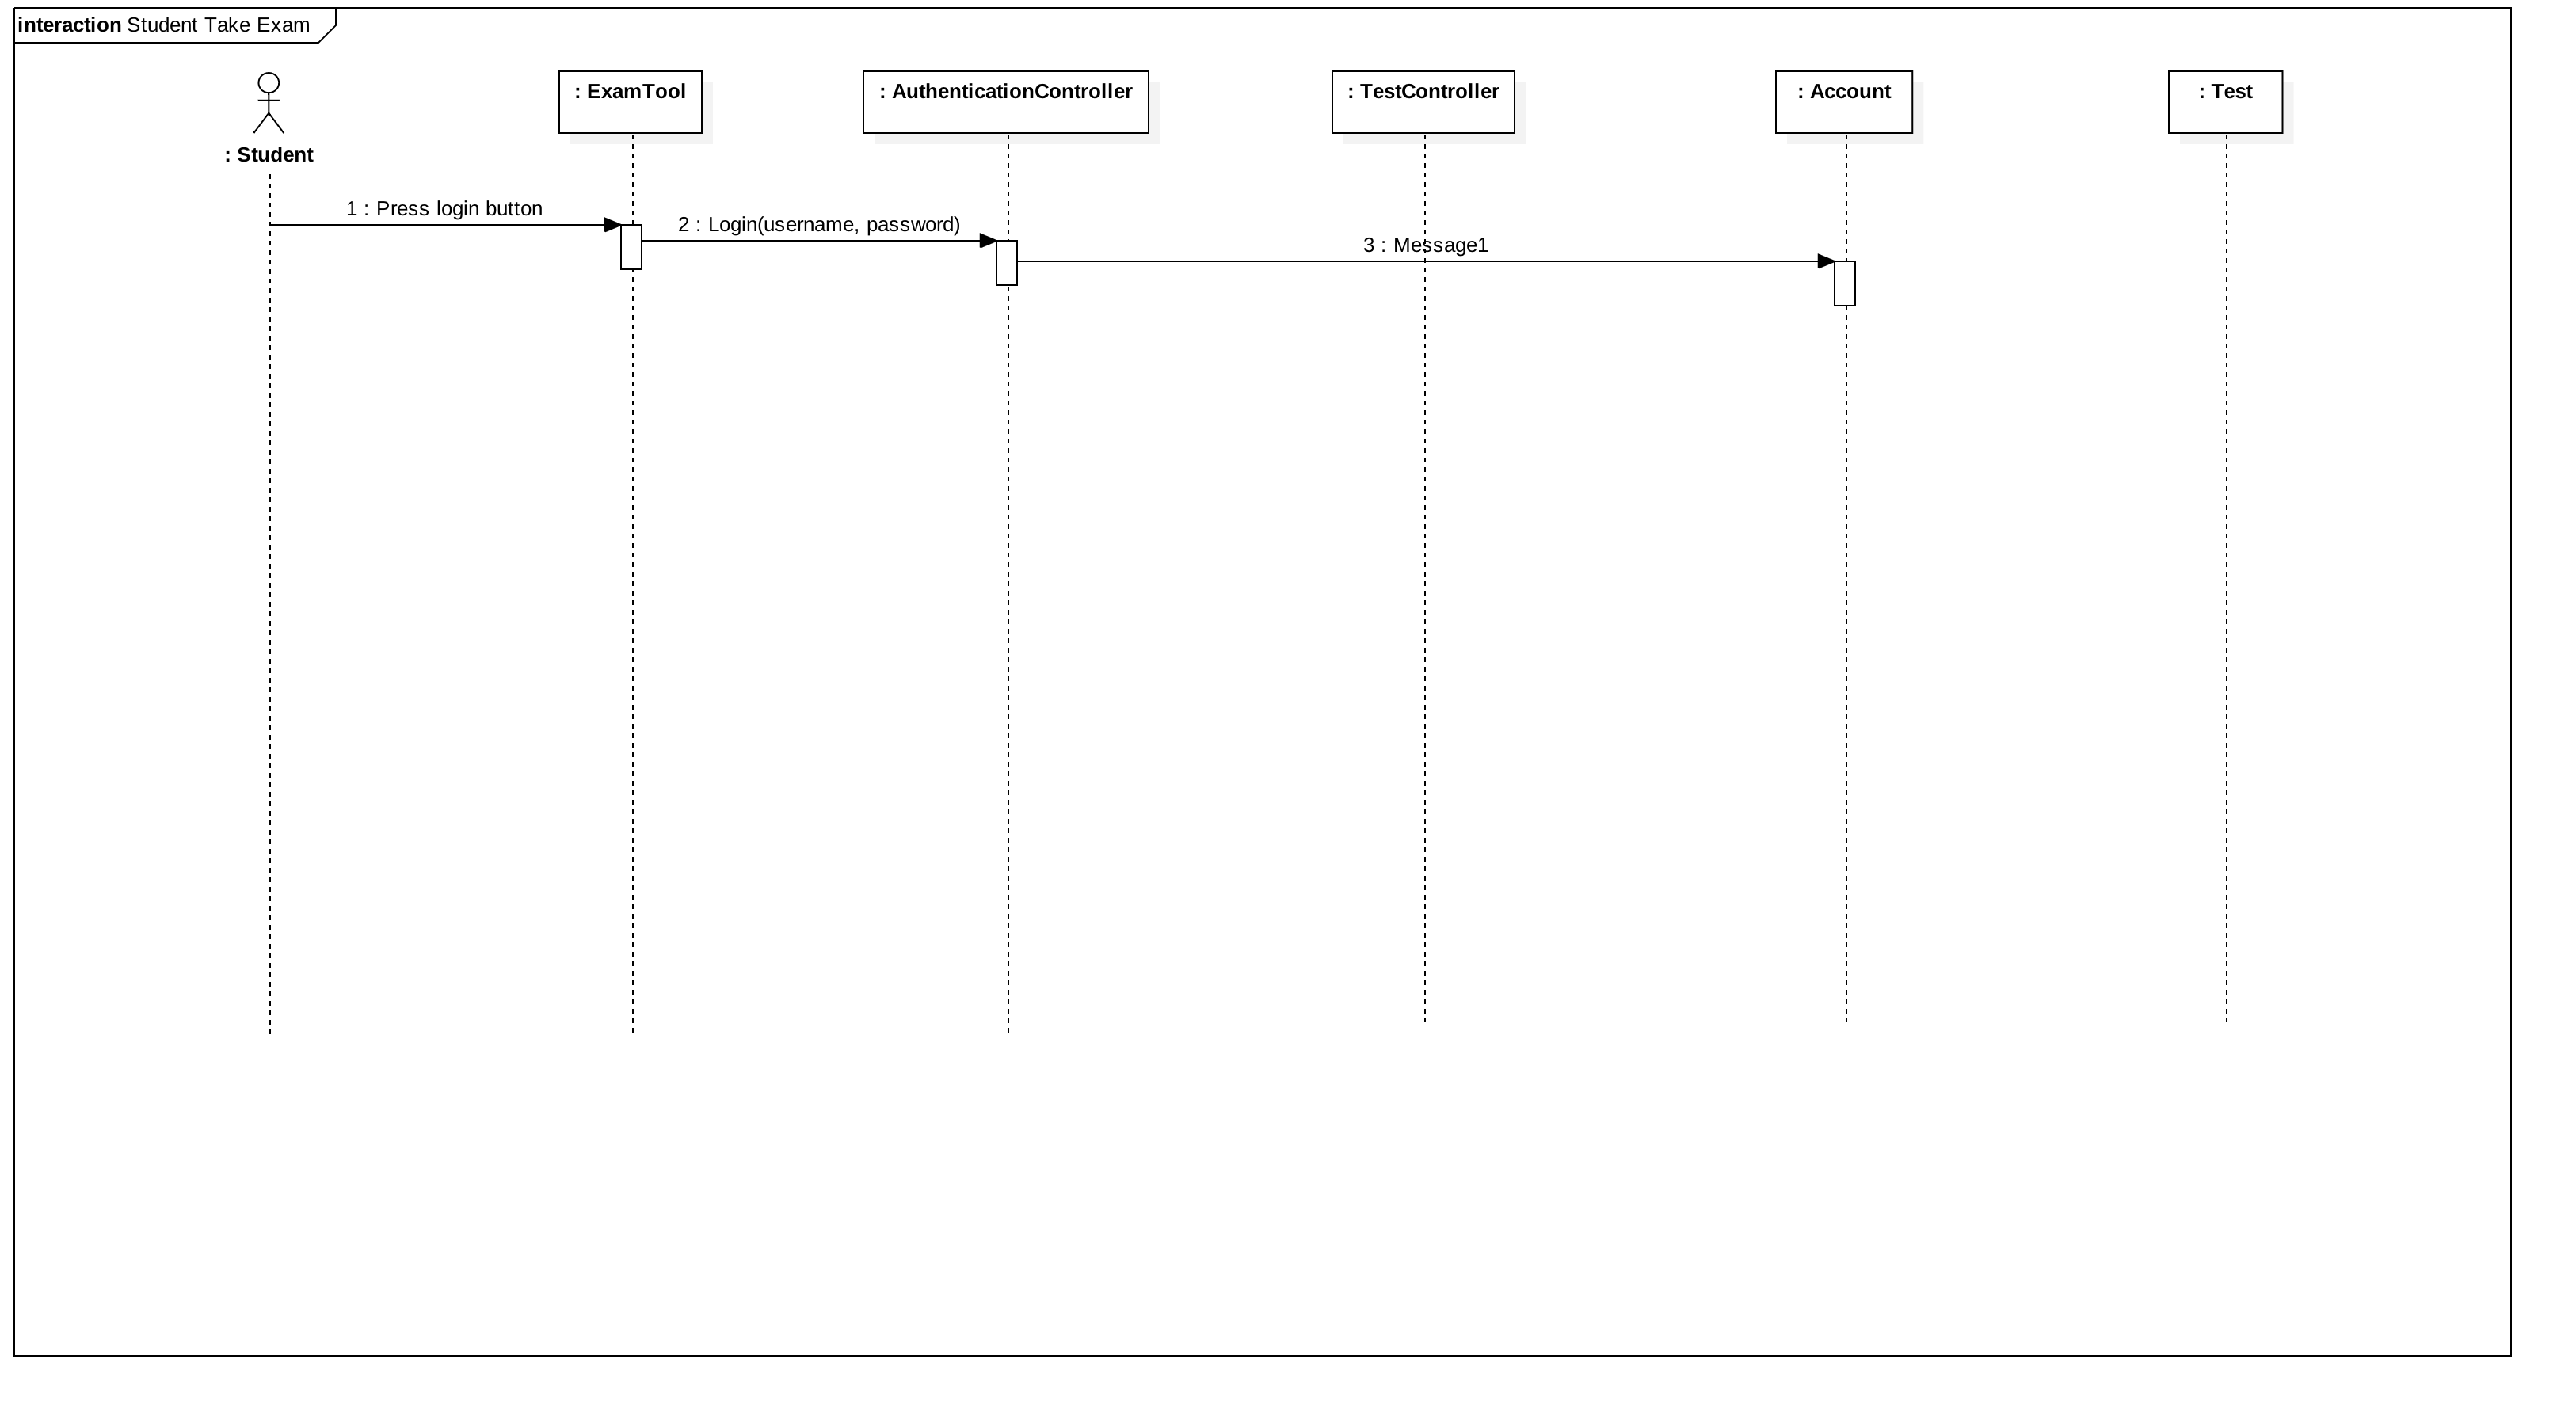 interaction Student Take Exam
: ExamTool
: AuthenticationController
: TestController
: Account
: Test
: Student
1 : Press login button
2 : Login(username, password)
3 : Message1